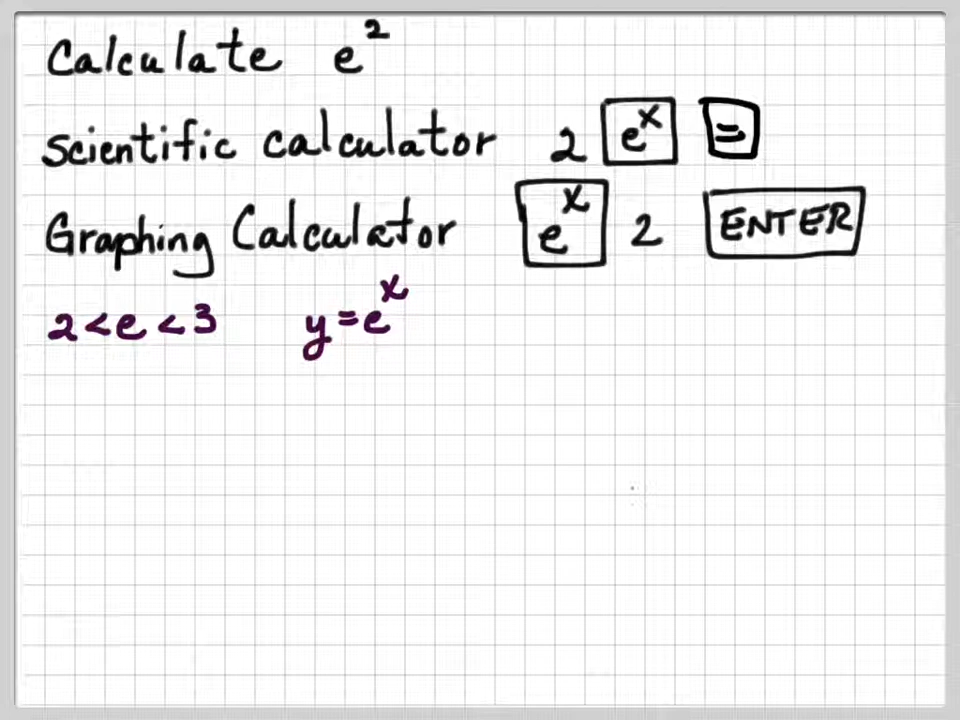 Calculate e²
scientific calculator 2 eˣ =
Graphing Calculator eˣ 2 ENTER
2 < e < 3 y = eˣ